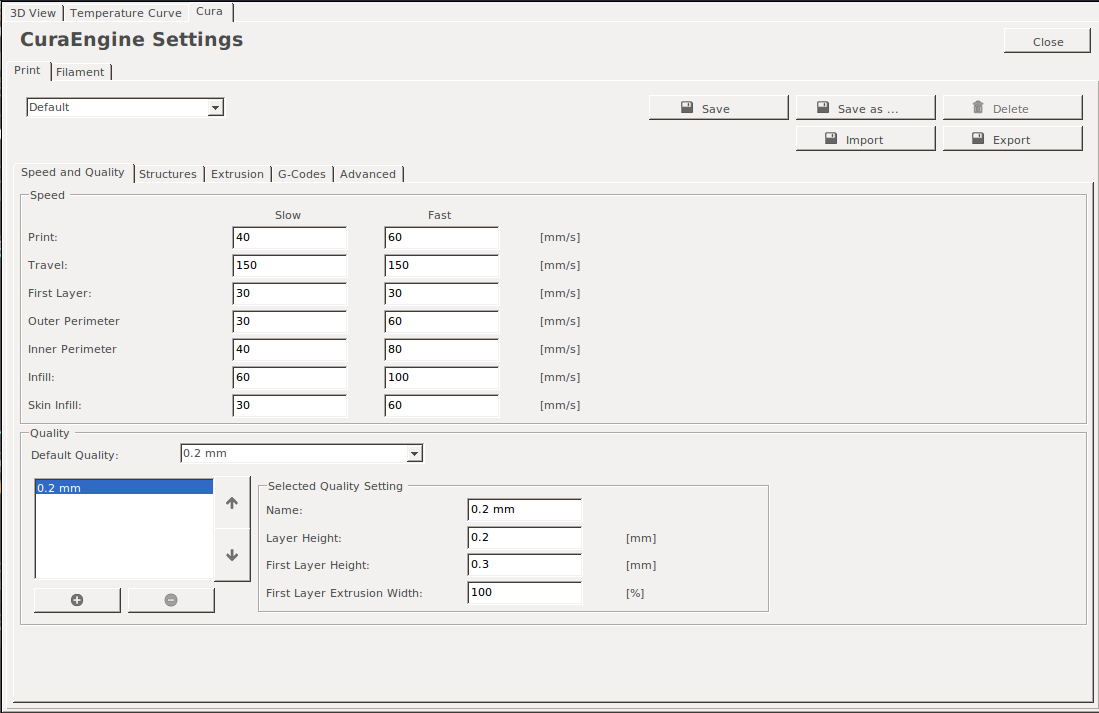 3D View Temperature Curve Cura
CuraEngine Settings
Close
Print Filament
Default
Save Save as ... Delete
Import Export
Speed and Quality Structures Extrusion G-Codes Advanced
Speed
Slow Fast
Print: 40 60 [mm/s]
Travel: 150 150 [mm/s]
First Layer: 30 30 [mm/s]
Outer Perimeter 30 60 [mm/s]
Inner Perimeter 40 80 [mm/s]
Infill: 60 100 [mm/s]
Skin Infill: 30 60 [mm/s]
Quality
Default Quality: 0.2 mm
0.2 mm
Selected Quality Setting
Name: 0.2 mm
Layer Height: 0.2 [mm]
First Layer Height: 0.3 [mm]
First Layer Extrusion Width: 100 [%]